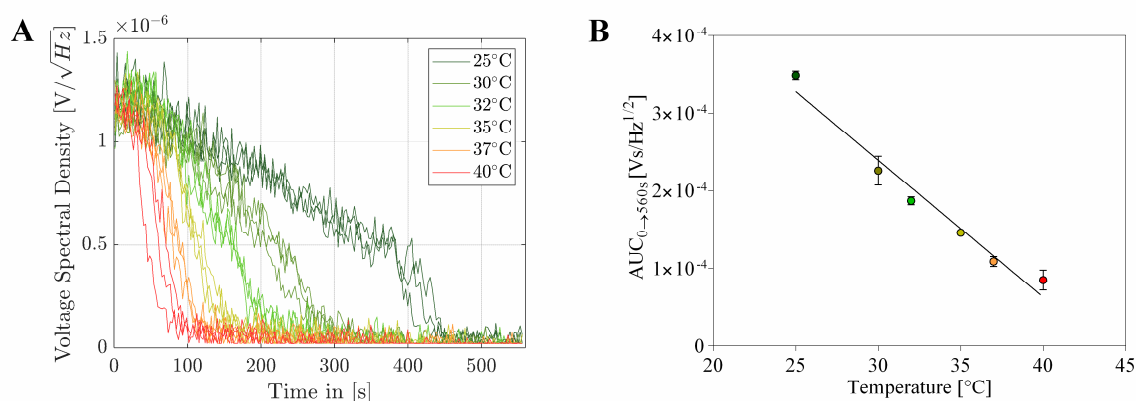 A
×10⁻⁶
Voltage Spectral Density [V/√Hz]
1.5
1
0.5
0
0 100 200 300 400 500
Time in [s]
25°C
30°C
32°C
35°C
37°C
40°C
B
AUC₀→₅₆₀ₛ[Vs/Hz^1/2]
4×10⁻⁴
3×10⁻⁴
2×10⁻⁴
1×10⁻⁴
0
20 25 30 35 40 45
Temperature [°C]